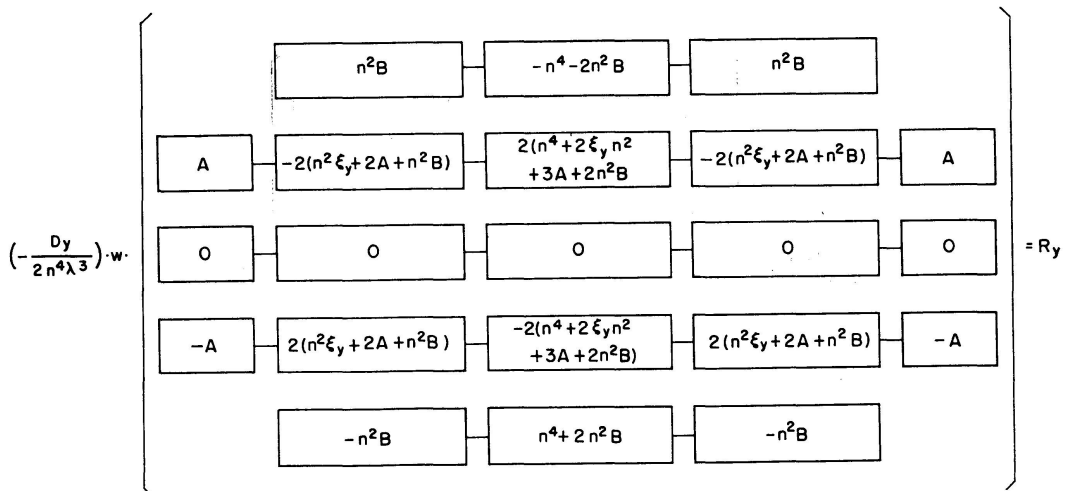 n²B   -n⁴-2n²B   n²B
A   -2(n²ξy+2A+n²B)   2(n⁴+2ξyn²   -2(n²ξy+2A+n²B)   A
+3A+2n²B
(-Dy/2n⁴λ³)·w·   0   0   0   0   0   = Ry
-A   2(n²ξy+2A+n²B)   -2(n⁴+2ξyn²   2(n²ξy+2A+n²B)   -A
+3A+2n²B)
-n²B   n⁴+2n²B   -n²B